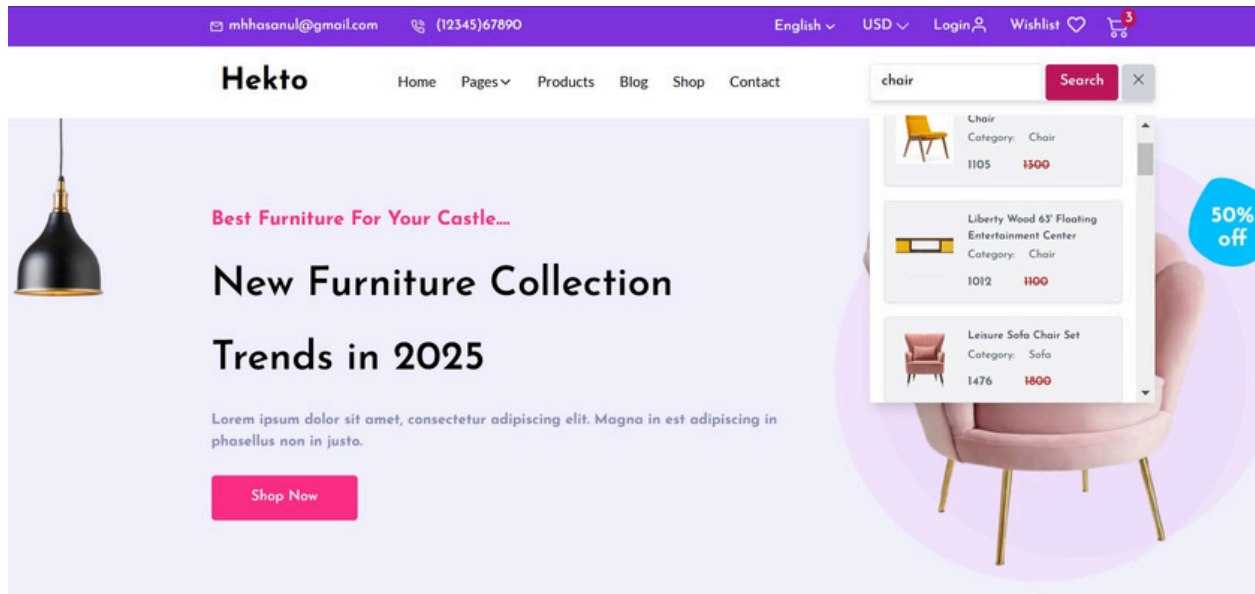 mhhasanul@gmail.com (12345)67890 English USD Login Wishlist 3
Hekto Home Pages Products Blog Shop Contact chair Search
Chair
Category: Chair
1105 1300
Liberty Wood 63' Floating
Entertainment Center
Category: Chair
1012 1100
Leisure Sofa Chair Set
Category: Sofa
1476 1800
50%
off
Best Furniture For Your Castle....
New Furniture Collection
Trends in 2025
Lorem ipsum dolor sit amet, consectetur adipiscing elit. Magna in est adipiscing in
phasellus non in justo.
Shop Now